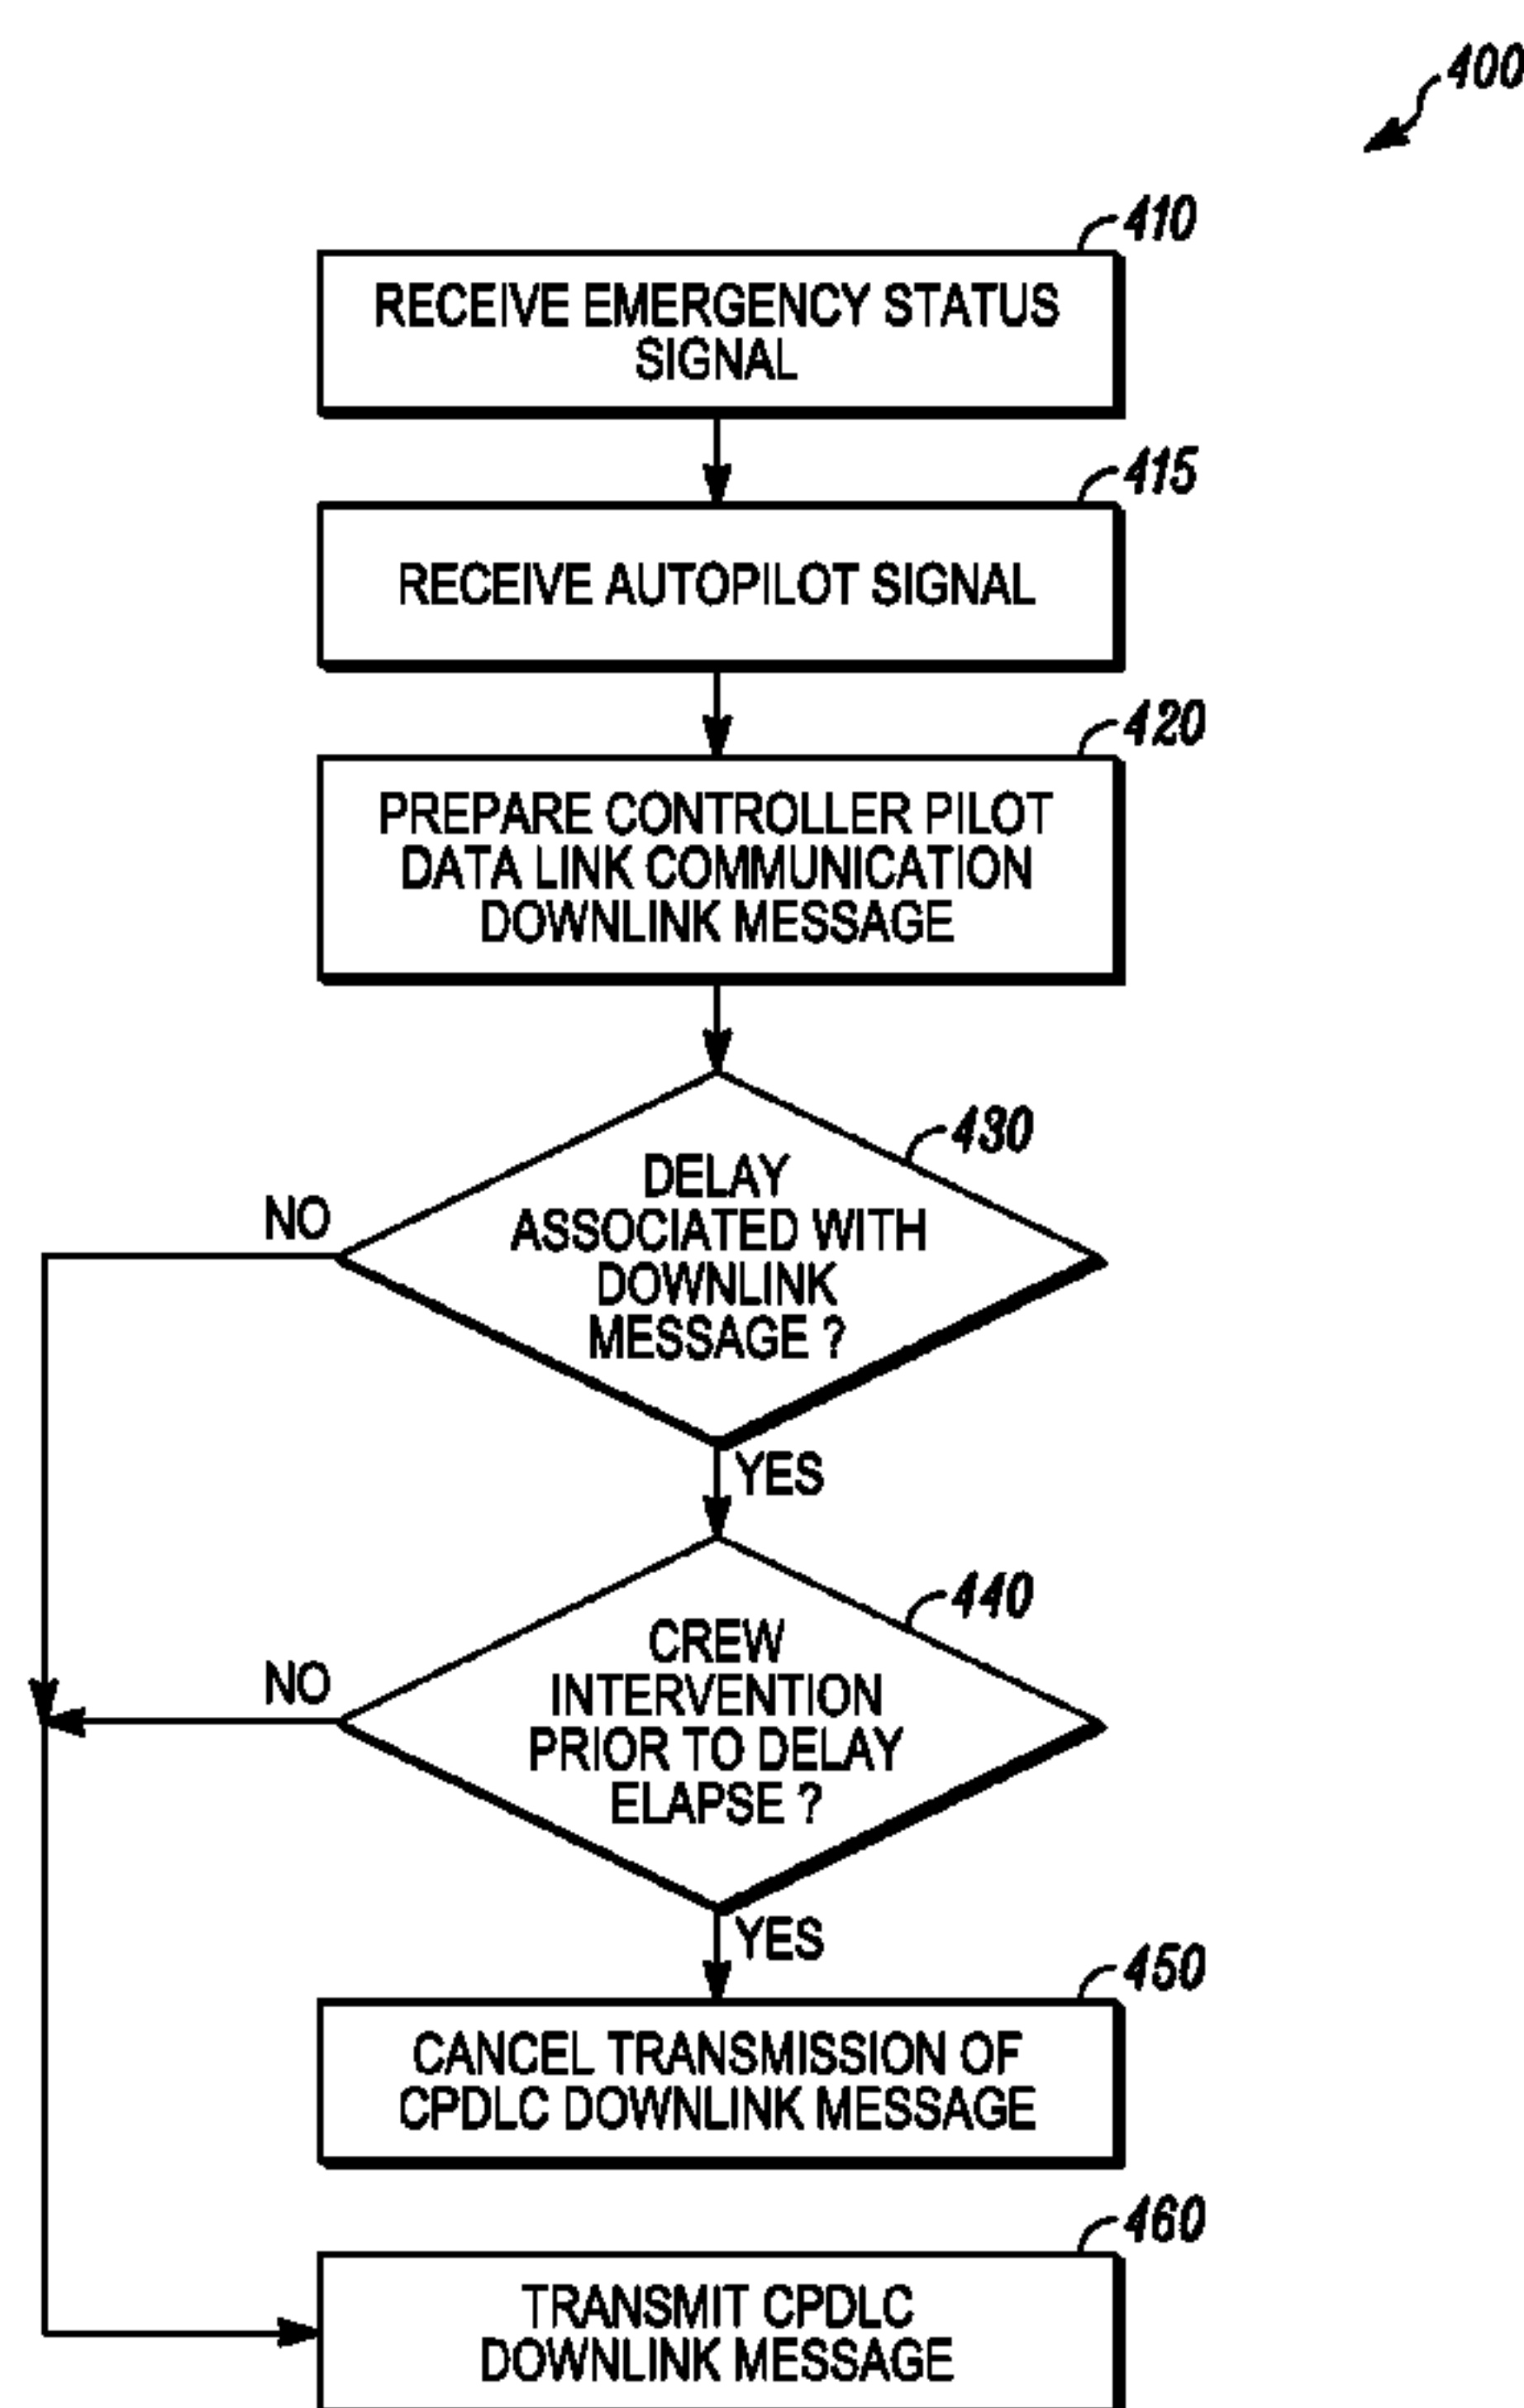 400
410
RECEIVE EMERGENCY STATUS
SIGNAL
415
RECEIVE AUTOPILOT SIGNAL
420
PREPARE CONTROLLER PILOT
DATA LINK COMMUNICATION
DOWNLINK MESSAGE
430
DELAY
ASSOCIATED WITH
DOWNLINK
MESSAGE ?
NO
YES
440
CREW
INTERVENTION
PRIOR TO DELAY
ELAPSE ?
NO
YES
450
CANCEL TRANSMISSION OF
CPDLC DOWNLINK MESSAGE
460
TRANSMIT CPDLC
DOWNLINK MESSAGE